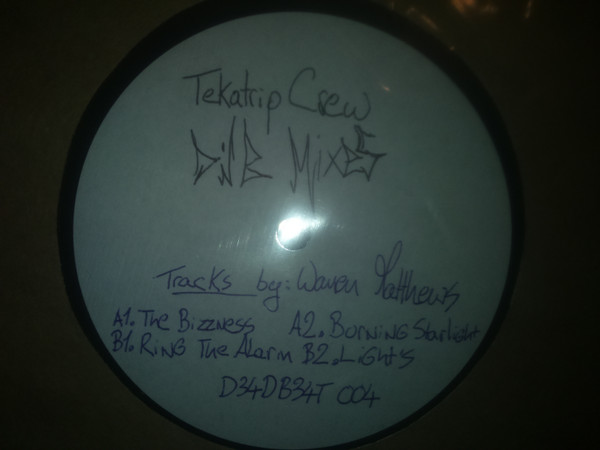 Tekatrip Crew
D&B Mixes
Tracks by: Warren Matthews
A1. The Bizzness A2. Borning Starlight
B1. Ring The Alarm B2. Lights
D34DB34T 004